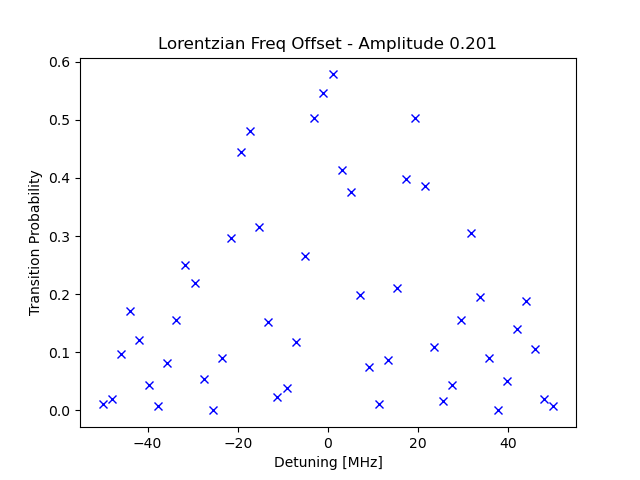 Lorentzian Freq Offset - Amplitude 0.201
Transition Probability
0.6
0.5
0.4
0.3
0.2
0.1
0.0
−40 −20 0 20 40
Detuning [MHz]